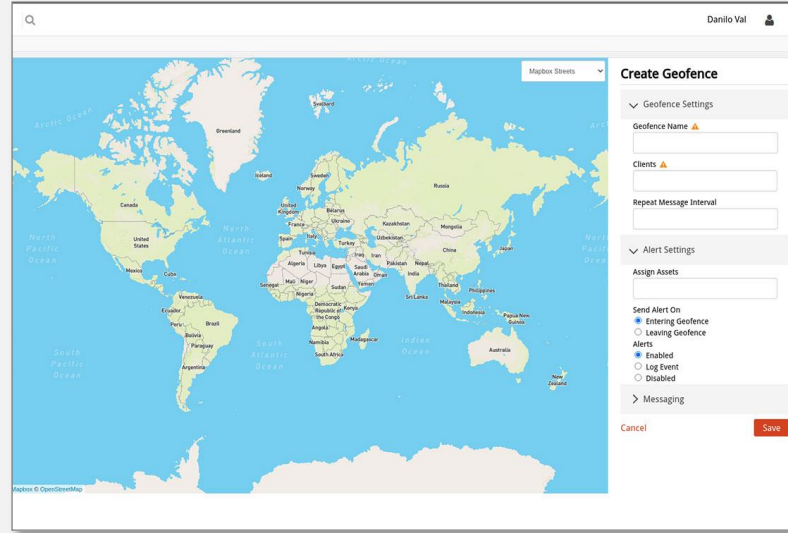 Danilo Val
Mapbox Streets
Create Geofence
Geofence Settings
Geofence Name
Clients
Repeat Message Interval
Alert Settings
Assign Assets
Send Alert On
Entering Geofence
Leaving Geofence
Alerts
Enabled
Log Event
Disabled
Messaging
Cancel
Save
Arctic Ocean
Arctic Ocean
Svalbard
Greenland
Iceland
Sweden
Norway
Russia
Canada
United
Kingdom
Belarus
Ukraine
France
Kazakhstan
Mongolia
North
Pacific
Ocean
United
States
North
Atlantic
Ocean
Spain
Italy
Turkey
Uzbekistan
China
Japan
Tunisia
Iraq
Iran
Algeria
Libya
Egypt
Saudi
Arabia
Oman
Pakistan
Nepal
India
Mexico
Cuba
Senegal
Mali
Niger
Sudan
Yemen
Thailand
Philippines
Nigeria
Sri Lanka
Malaysia
Venezuela
Ecuador
Democratic
Republic of
the Congo
Kenya
Indonesia
Papua New
Guinea
Peru
Brazil
Angola
Bolivia
Paraguay
Namibia
Madagascar
South
Pacific
Ocean
South
Atlantic
Ocean
Indian
Ocean
South Africa
Australia
Argentina
New
Zealand
Mapbox © OpenStreetMap